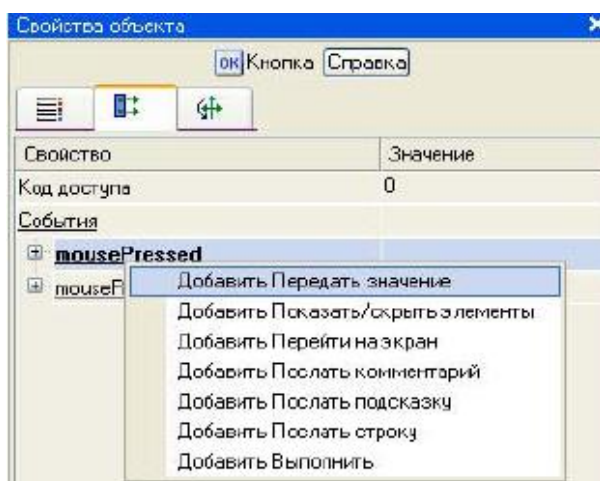 Свойства объекта
ок Кнопка Справка
Свойство Значение
Код доступа 0
События
mousePressed
Добавить Передать значение
Добавить Показать/скрыть элементы
Добавить Перейти на экран
Добавить Послать комментарий
Добавить Послать подсказку
Добавить Послать строку
Добавить Выполнить